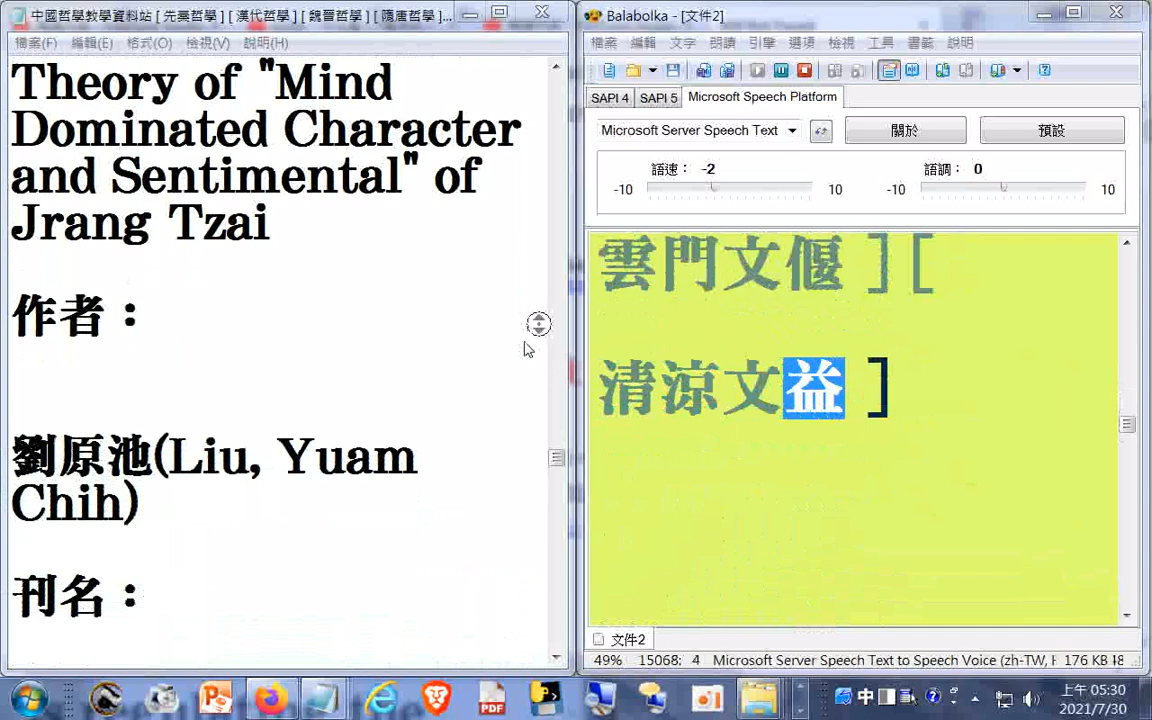 中國哲學教學資料站 [ 先秦哲學 ] [ 漢代哲學 ] [ 魏晉哲學 ] [ 隋唐哲學 ]...
檔案(F) 編輯(E) 格式(O) 檢視(V) 說明(H)
Theory of "Mind
Dominated Character
and Sentimental" of
Jrang Tzai
作者：
劉原池(Liu, Yuam
Chih)
刊名：
Balabolka - [文件2]
檔案 編輯 文字 朗讀 引擎 選項 檢視 工具 書籤 說明
SAPI 4 SAPI 5 Microsoft Speech Platform
Microsoft Server Speech Text 關於 預設
語速： -2 語調： 0
-10 10 -10 10
雲門文偃 ] [
清涼文益 ]
文件2
49% 15068: 4 Microsoft Server Speech Text to Speech Voice (zh-TW, H 176 KB
PDF
中
上午 05:30
2021/7/30